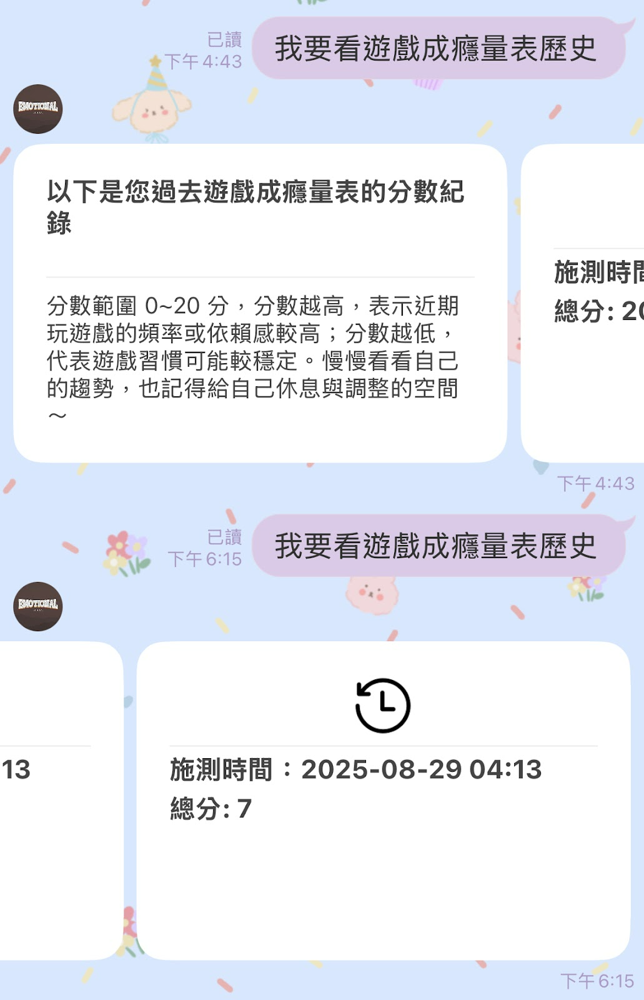 已讀
下午 4:43
我要看遊戲成癮量表歷史
EMOTIONAL
以下是您過去遊戲成癮量表的分數紀
錄
分數範圍 0~20 分，分數越高，表示近期
玩遊戲的頻率或依賴感較高；分數越低，
代表遊戲習慣可能較穩定。慢慢看看自己
的趨勢，也記得給自己休息與調整的空間
～
施測時
總分: 2
下午 4:43
已讀
下午 6:15
我要看遊戲成癮量表歷史
EMOTIONAL
13
施測時間：2025-08-29 04:13
總分: 7
下午 6:15